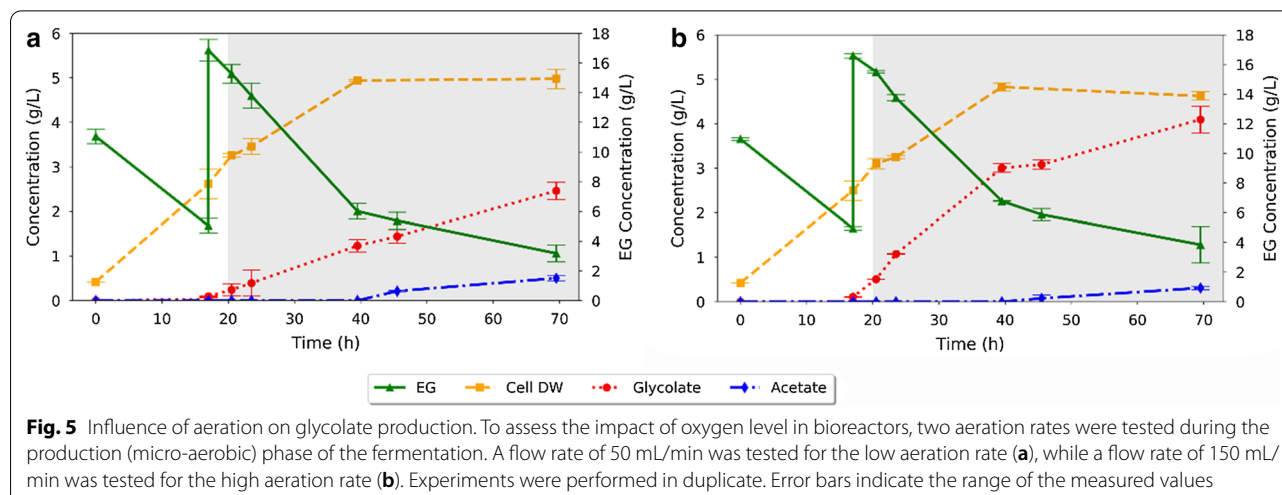 a
6
5
4
3
2
1
0
Concentration (g/L)
18
16
14
12
10
8
6
4
2
0
EG Concentration (g/L)
0 10 20 30 40 50 60 70
Time (h)
b
6
5
4
3
2
1
0
Concentration (g/L)
18
16
14
12
10
8
6
4
2
0
EG Concentration (g/L)
0 10 20 30 40 50 60 70
Time (h)
EG Cell DW Glycolate Acetate
Fig. 5 Influence of aeration on glycolate production. To assess the impact of oxygen level in bioreactors, two aeration rates were tested during the
production (micro-aerobic) phase of the fermentation. A flow rate of 50 mL/min was tested for the low aeration rate (a), while a flow rate of 150 mL/
min was tested for the high aeration rate (b). Experiments were performed in duplicate. Error bars indicate the range of the measured values